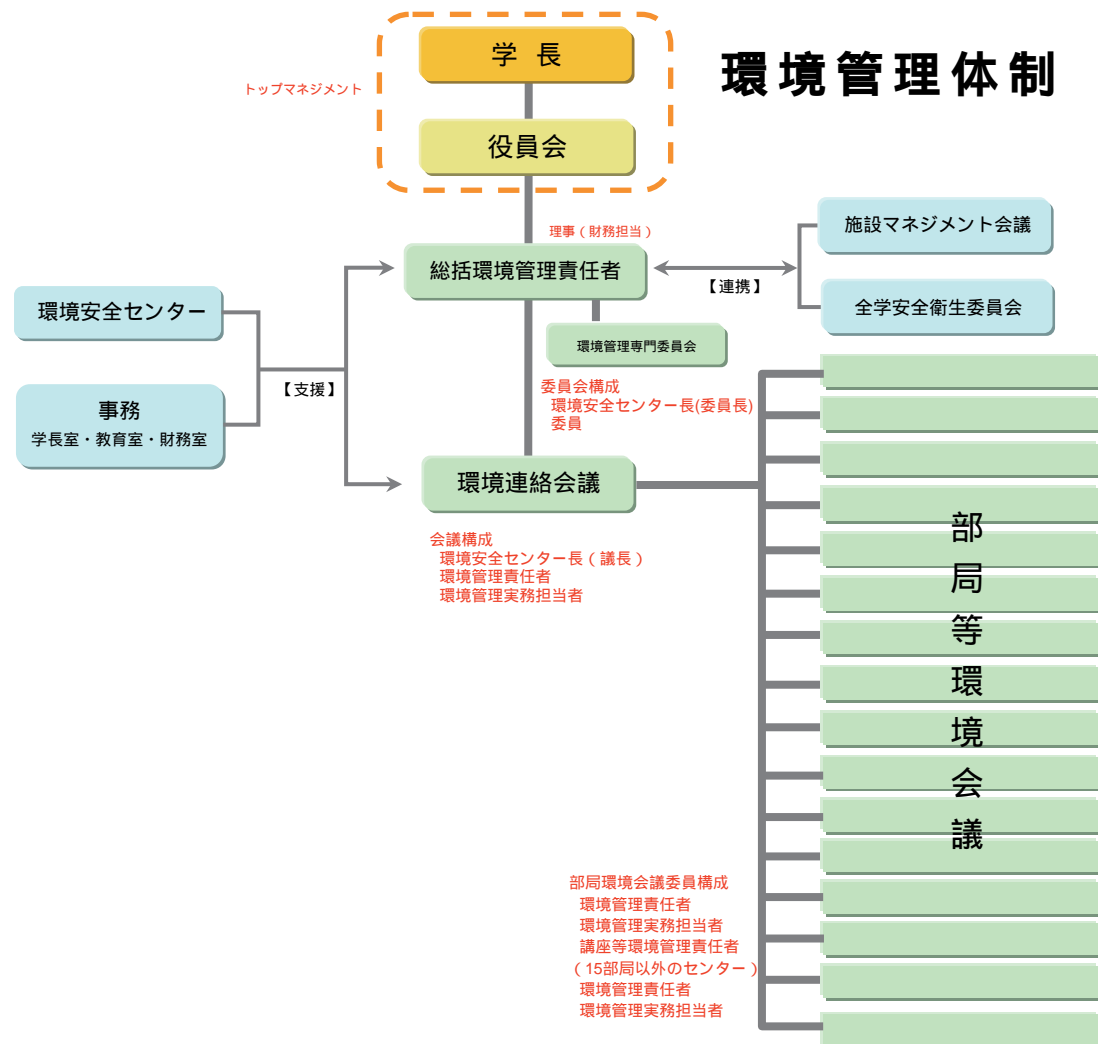 環境管理体制
学 長
トップマネジメント
役員会
理事（財務担当）
総括環境管理責任者
【連携】
施設マネジメント会議
全学安全衛生委員会
環境安全センター
事務
学長室・教育室・財務室
【支援】
環境管理専門委員会
委員会構成
環境安全センター長(委員長)
委員
環境連絡会議
会議構成
環境安全センター長（議長）
環境管理責任者
環境管理実務担当者
部局等環境会議
部局環境会議委員構成
環境管理責任者
環境管理実務担当者
講座等環境管理責任者
（15部局以外のセンター）
環境管理責任者
環境管理実務担当者